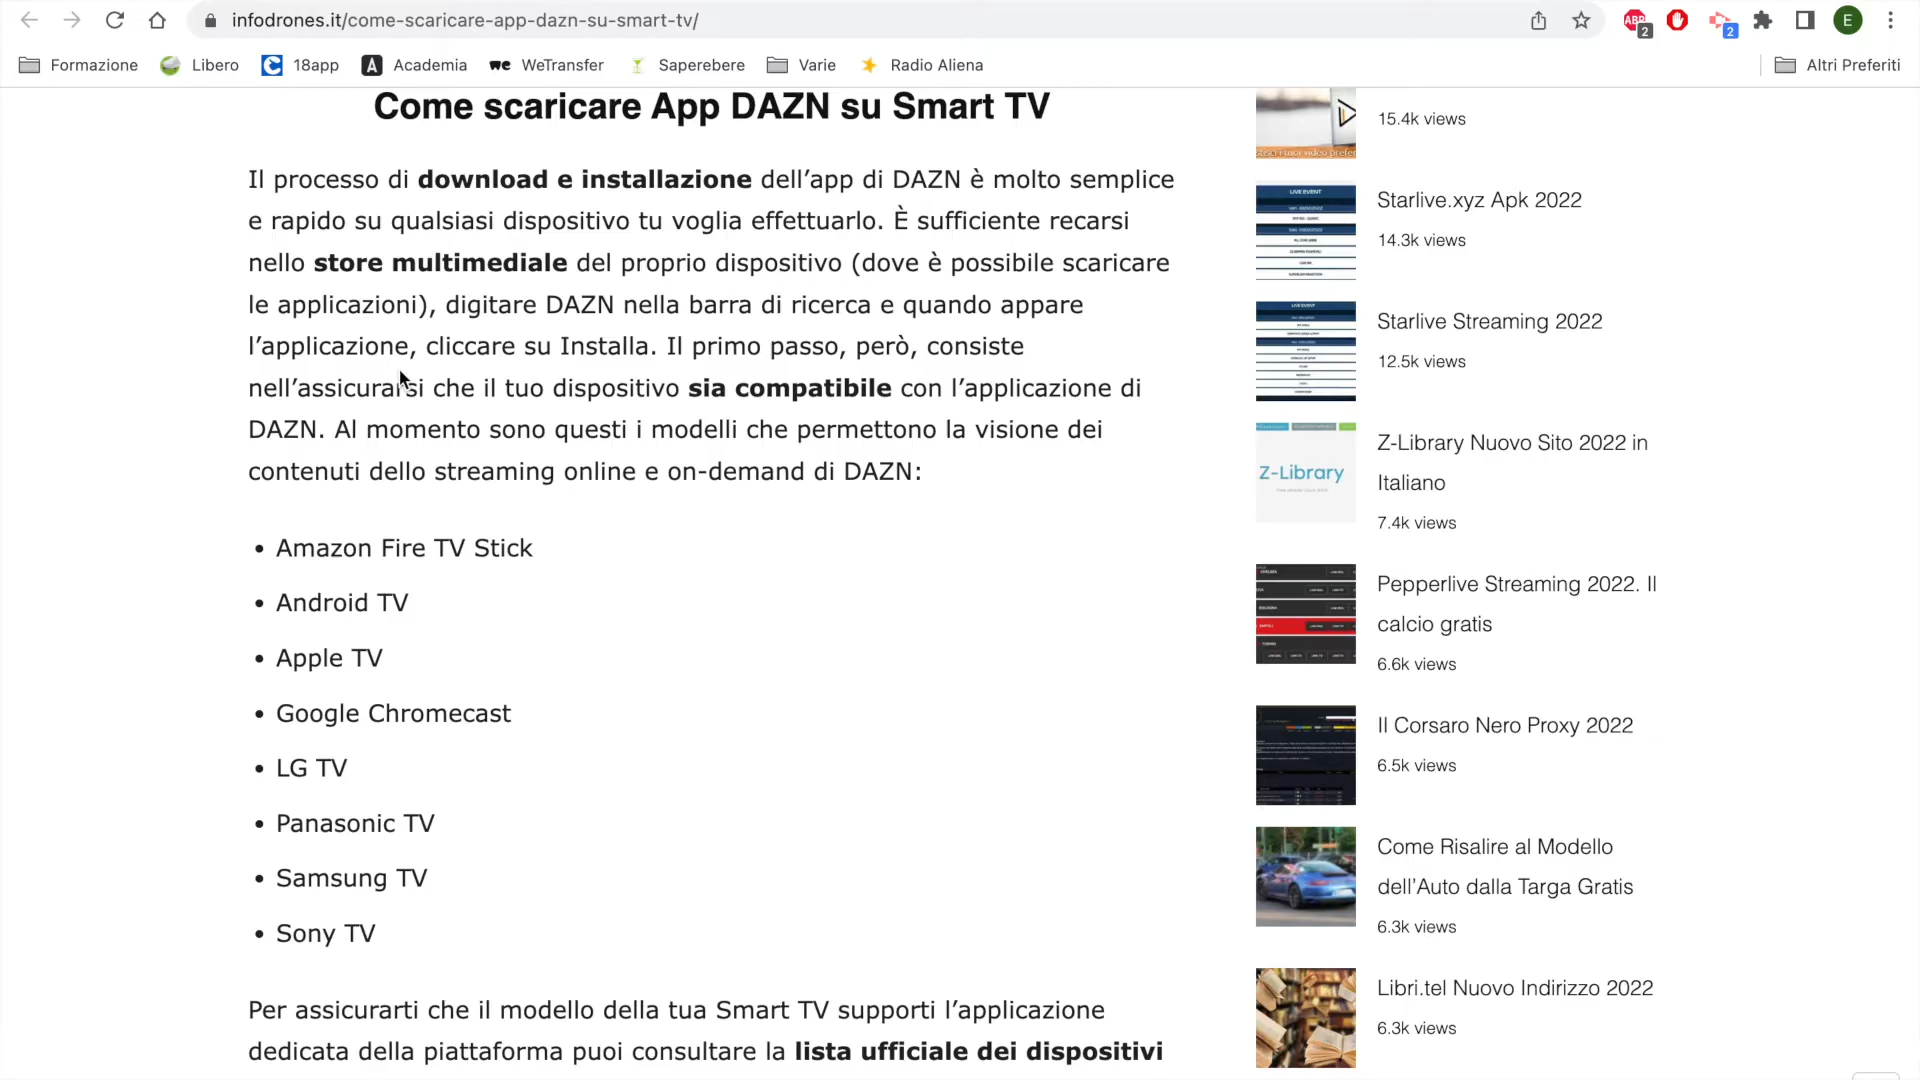 infodrones.it/come-scaricare-app-dazn-su-smart-tv/
ABP
2
2
E
Formazione
Libero
18app
Academia
WeTransfer
Saperebere
Varie
Radio Aliena
Altri Preferiti
Come scaricare App DAZN su Smart TV
Il processo di download e installazione dell’app di DAZN è molto semplice
e rapido su qualsiasi dispositivo tu voglia effettuarlo. È sufficiente recarsi
nello store multimediale del proprio dispositivo (dove è possibile scaricare
le applicazioni), digitare DAZN nella barra di ricerca e quando appare
l’applicazione, cliccare su Installa. Il primo passo, però, consiste
nell’assicurarsi che il tuo dispositivo sia compatibile con l’applicazione di
DAZN. Al momento sono questi i modelli che permettono la visione dei
contenuti dello streaming online e on-demand di DAZN:
• Amazon Fire TV Stick
• Android TV
• Apple TV
• Google Chromecast
• LG TV
• Panasonic TV
• Samsung TV
• Sony TV
Per assicurarti che il modello della tua Smart TV supporti l’applicazione
dedicata della piattaforma puoi consultare la lista ufficiale dei dispositivi
15.4k views
LIVE EVENT
Starlive.xyz Apk 2022
14.3k views
LIVE EVENT
Starlive Streaming 2022
12.5k views
Z-Library
Z-Library Nuovo Sito 2022 in
Italiano
7.4k views
Pepperlive Streaming 2022. Il
calcio gratis
6.6k views
Il Corsaro Nero Proxy 2022
6.5k views
Come Risalire al Modello
dell’Auto dalla Targa Gratis
6.3k views
Libri.tel Nuovo Indirizzo 2022
6.3k views